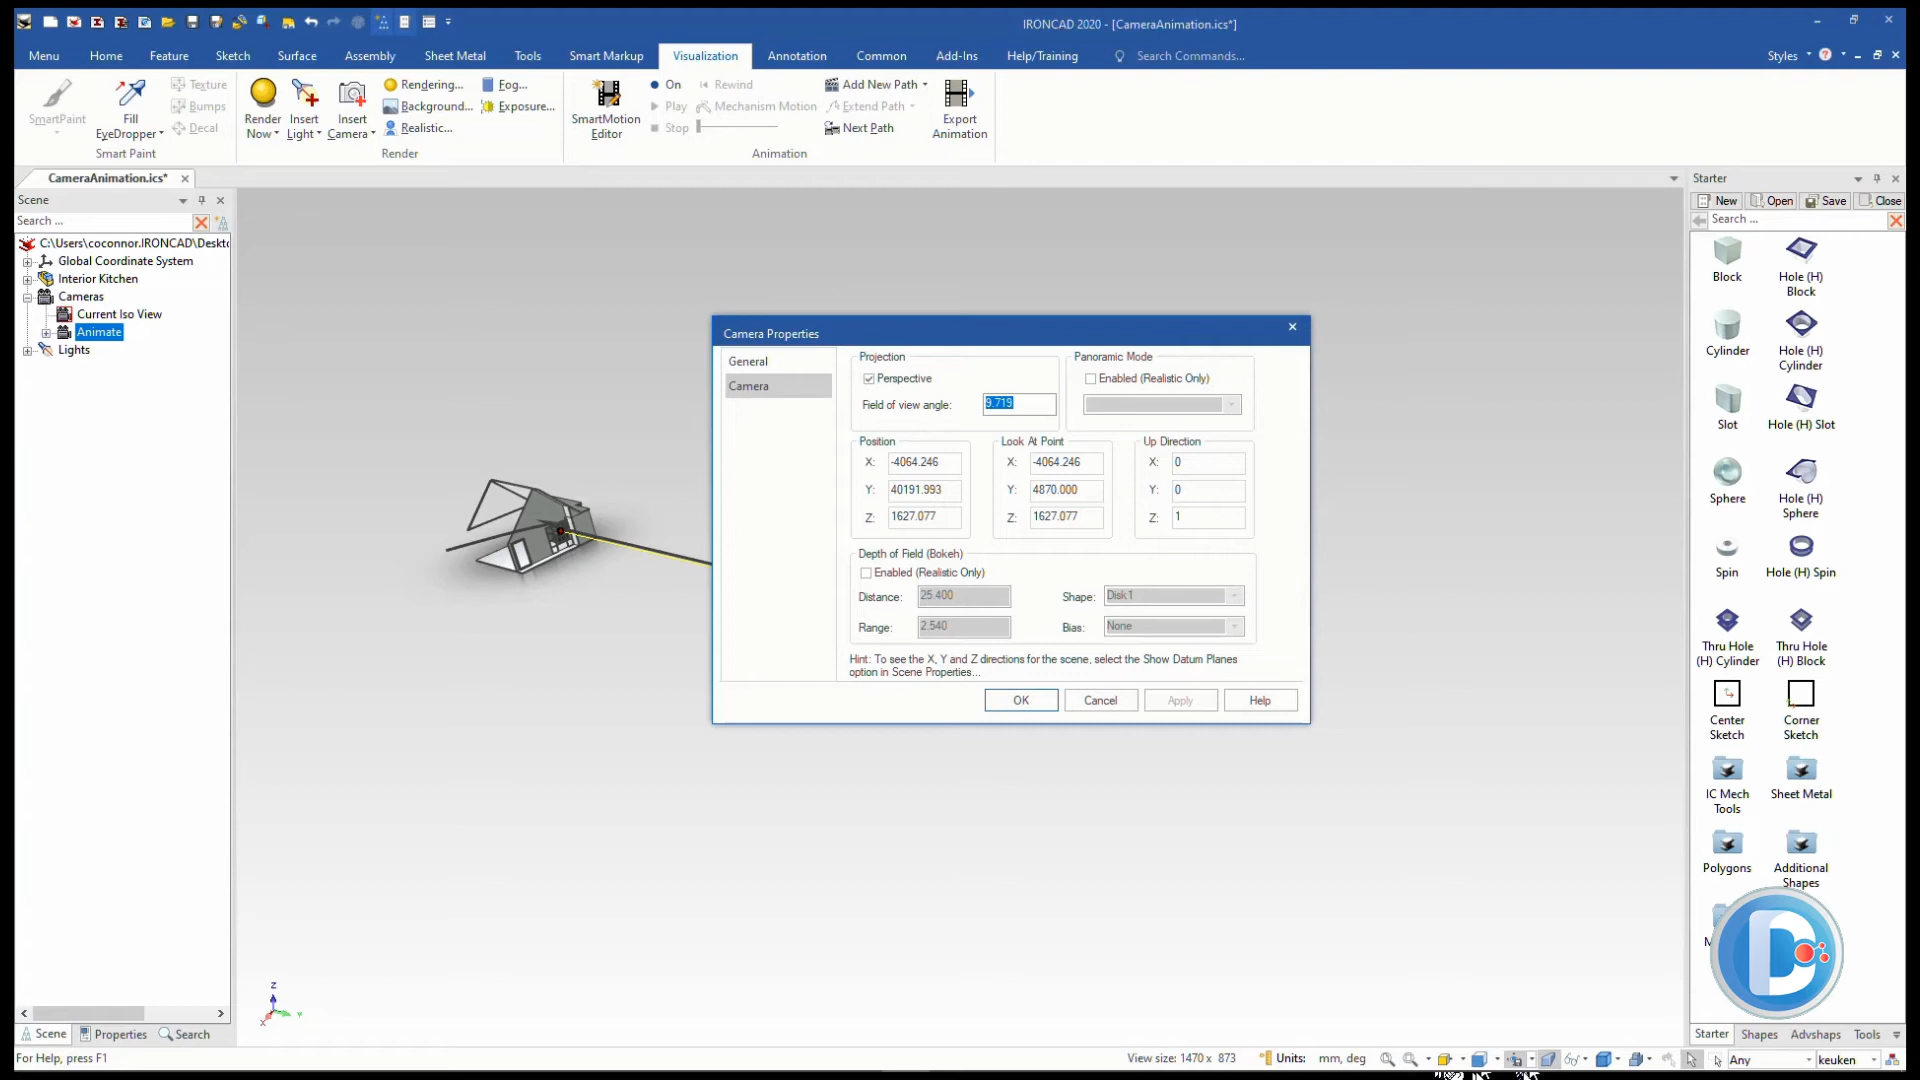 IRONCAD 2020 - [CameraAnimation.ics*]
Menu Home Feature Sketch Surface Assembly Sheet Metal Tools Smart Markup Visualization Annotation Common Add-Ins Help/Training Search Commands... Styles
SmartPaint
Fill
EyeDropper
Texture
Bumps
Decal
Smart Paint
Render
Now
Insert
Light
Insert
Camera
Rendering...
Background...
Realistic...
Fog...
Exposure...
Render
SmartMotion
Editor
On
Rewind
Play
Mechanism Motion
Stop
Add New Path
Extend Path
Next Path
Export
Animation
Animation
CameraAnimation.ics*
Scene
Search ...
C:\Users\coconnor.IRONCAD\Deskto
Global Coordinate System
Interior Kitchen
Cameras
Current Iso View
Animate
Lights
Camera Properties
General
Camera
Projection
Perspective
Field of view angle: 9.719
Panoramic Mode
Enabled (Realistic Only)
Position
X: -4064.246
Y: 40191.993
Z: 1627.077
Look At Point
X: -4064.246
Y: 4870.000
Z: 1627.077
Up Direction
X: 0
Y: 0
Z: 1
Depth of Field (Bokeh)
Enabled (Realistic Only)
Distance: 25.400
Range: 2.540
Shape: Disk1
Bias: None
Hint: To see the X, Y and Z directions for the scene, select the Show Datum Planes
option in Scene Properties...
OK Cancel Apply Help
Starter
New Open Save Close
Search ...
Block
Hole (H)
Block
Cylinder
Hole (H)
Cylinder
Slot
Hole (H) Slot
Sphere
Hole (H)
Sphere
Spin
Hole (H) Spin
Thru Hole
(H) Cylinder
Thru Hole
(H) Block
Center
Sketch
Corner
Sketch
IC Mech
Tools
Sheet Metal
Polygons
Additional
Shapes
Z
Y
X
Scene Properties Search
Starter Shapes Advshaps Tools
For Help, press F1
View size: 1470 x 873
Units: mm, deg
Any
keuken